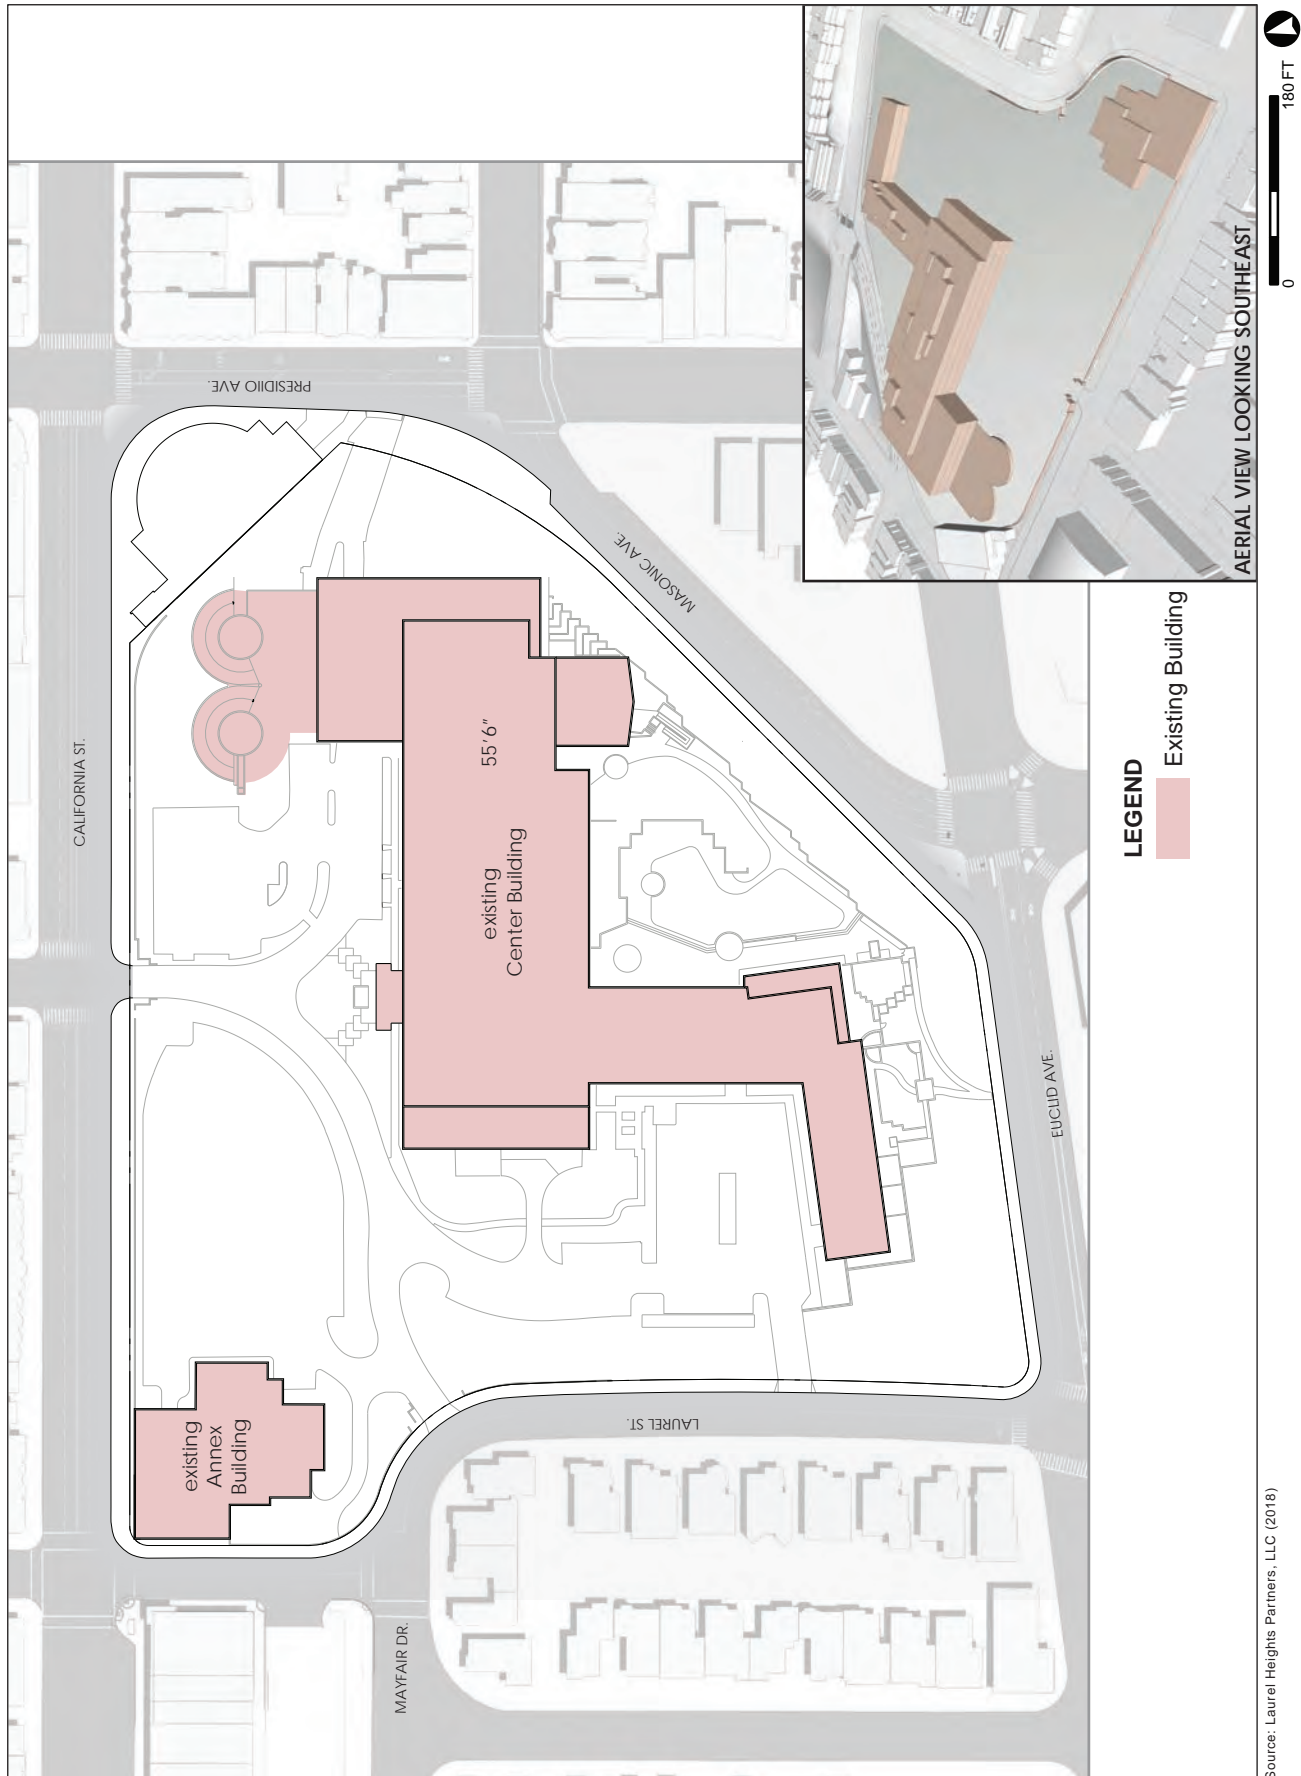 CALIFORNIA ST.
PRESIDIIO AVE.
MASONIC AVE.
EUCLID AVE.
LAUREL ST.
MAYFAIR DR.
existing
Center Building
55'6"
existing
Annex
Building
AERIAL VIEW LOOKING SOUTHEAST
0
180 FT
LEGEND
Existing Building
Source: Laurel Heights Partners, LLC (2018)